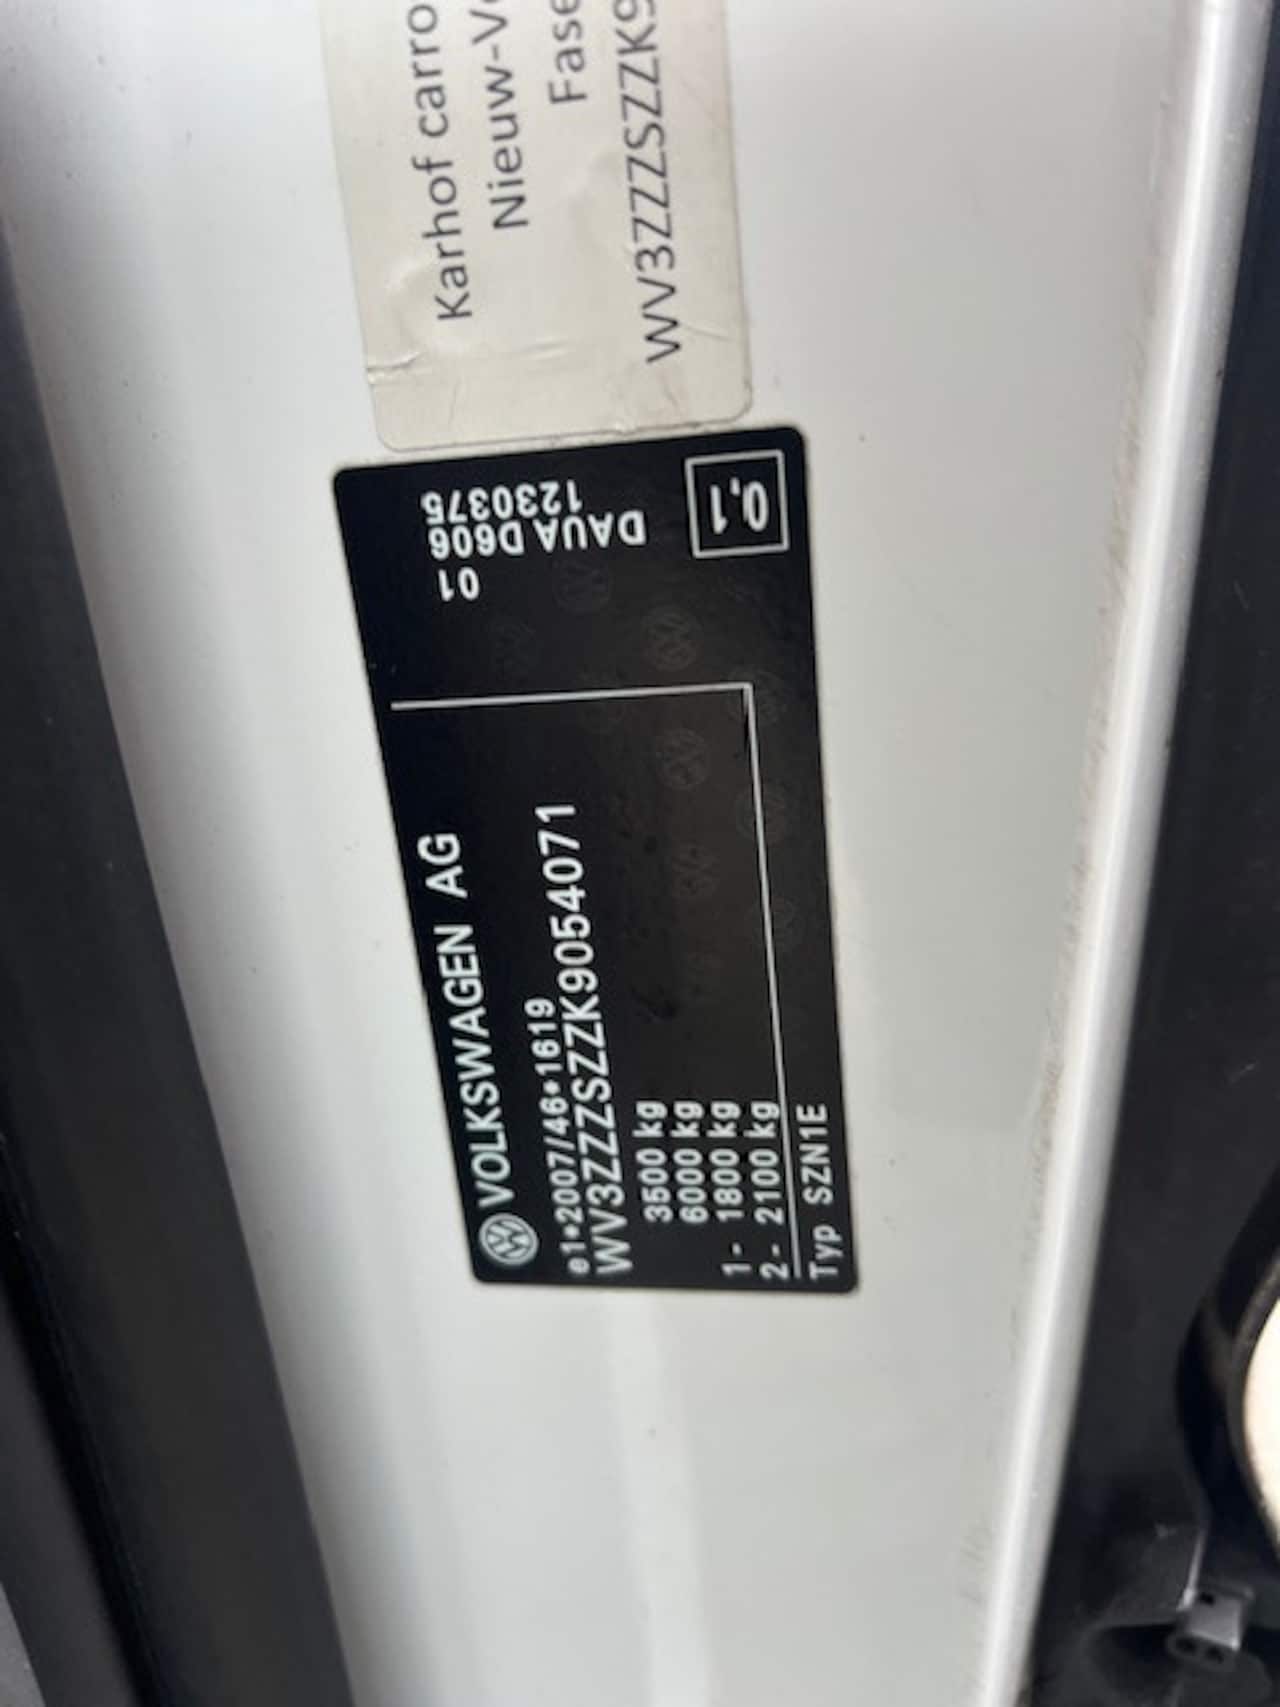 Karhof carro
Nieuw-V
Fase
WV3ZZZSZZK9
VOLKSWAGEN AG
e1*2007/46*1619
WV3ZZZSZZK9054071
3500 kg
6000 kg
1- 1800 kg
2- 2100 kg
Typ SZN1E
01
DAUA D606
1230375
0,1